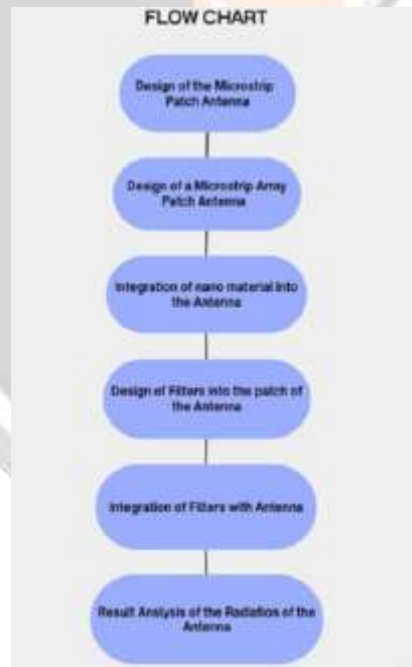 FLOW CHART
Design of the Microstrip
Patch Antenna
Design of a Microstrip Array
Patch Antenna
Integration of nano material into
the Antenna
Design of Filters into the patch of
the Antenna
Integration of Filters with Antenna
Result Analysis of the Radiation of the
Antenna